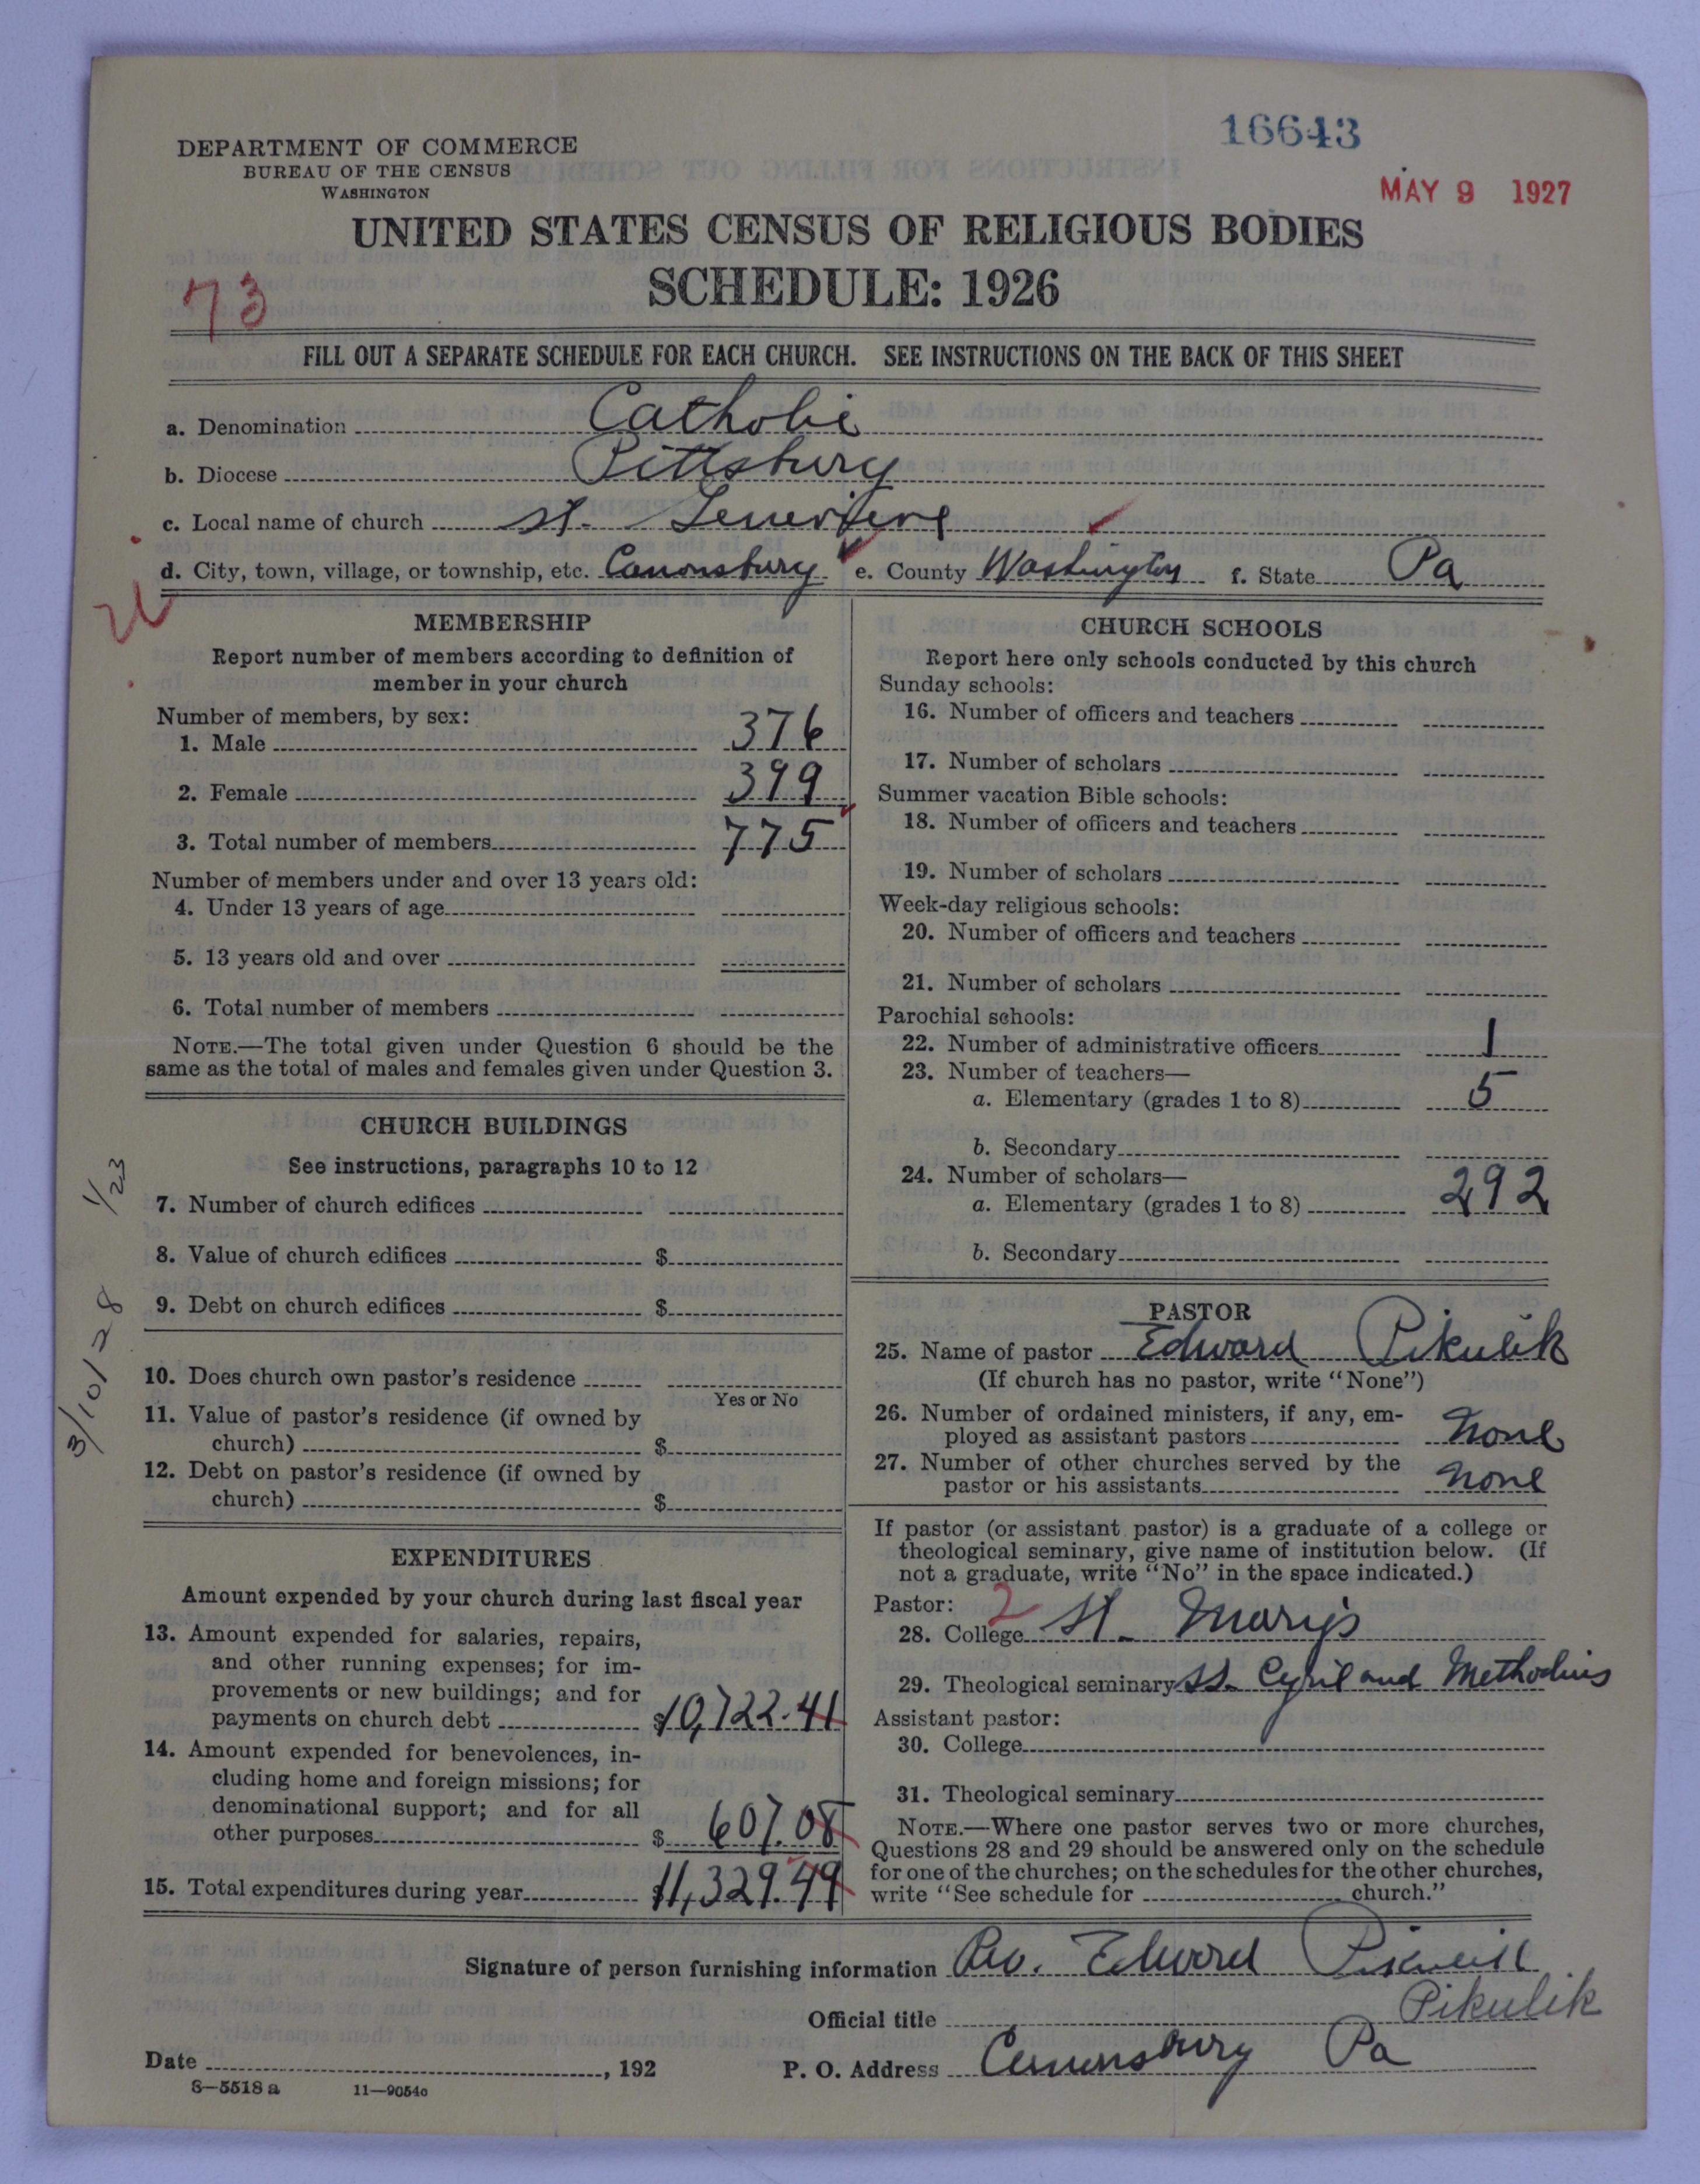 16643
DEPARTMENT OF COMMERCE
BUREAU OF THE CENSUS
WASHINGTON
MAY 9 1927
UNITED STATES CENSUS OF RELIGIOUS BODIES
SCHEDULE: 1926
73
FILL OUT A SEPARATE SCHEDULE FOR EACH CHURCH. SEE INSTRUCTIONS ON THE BACK OF THIS SHEET
a. Denomination Catholic
b. Diocese Pittsburg
c. Local name of church St. Genevieve
d. City, town, village, or township, etc. Canonsburg e. County Washington f. State Pa
MEMBERSHIP
Report number of members according to definition of
member in your church
Number of members, by sex:
1. Male 376
2. Female 399
3. Total number of members 775
Number of members under and over 13 years old:
4. Under 13 years of age
5. 13 years old and over
6. Total number of members
NOTE.—The total given under Question 6 should be the
same as the total of males and females given under Question 3.
CHURCH BUILDINGS
See instructions, paragraphs 10 to 12
7. Number of church edifices
8. Value of church edifices $
9. Debt on church edifices $
10. Does church own pastor's residence
Yes or No
11. Value of pastor's residence (if owned by
church) $
12. Debt on pastor's residence (if owned by
church) $
1/23
3/10/28
EXPENDITURES
Amount expended by your church during last fiscal year
13. Amount expended for salaries, repairs,
and other running expenses; for im-
provements or new buildings; and for
payments on church debt $10,722.41
14. Amount expended for benevolences, in-
cluding home and foreign missions; for
denominational support; and for all
other purposes $ 607.08
15. Total expenditures during year $11,329.49
CHURCH SCHOOLS
Report here only schools conducted by this church
Sunday schools:
16. Number of officers and teachers
17. Number of scholars
Summer vacation Bible schools:
18. Number of officers and teachers
19. Number of scholars
Week-day religious schools:
20. Number of officers and teachers
21. Number of scholars
Parochial schools:
22. Number of administrative officers 1
23. Number of teachers—
a. Elementary (grades 1 to 8) 5
b. Secondary
24. Number of scholars—
a. Elementary (grades 1 to 8) 292
b. Secondary
PASTOR
25. Name of pastor Edward Pikulik
(If church has no pastor, write "None")
26. Number of ordained ministers, if any, em-
ployed as assistant pastors None
27. Number of other churches served by the
pastor or his assistants None
If pastor (or assistant pastor) is a graduate of a college or
theological seminary, give name of institution below. (If
not a graduate, write "No" in the space indicated.)
Pastor: 2
28. College St. Mary's
29. Theological seminary SS. Cyril and Methodius
Assistant pastor:
30. College
31. Theological seminary
NOTE.—Where one pastor serves two or more churches,
Questions 28 and 29 should be answered only on the schedule
for one of the churches; on the schedules for the other churches,
write "See schedule for church."
Signature of person furnishing information Rev. Edward Pikulik
Pikulik
Official title
Date , 192
P. O. Address Canonsburg Pa
8—5518 a 11—9054c